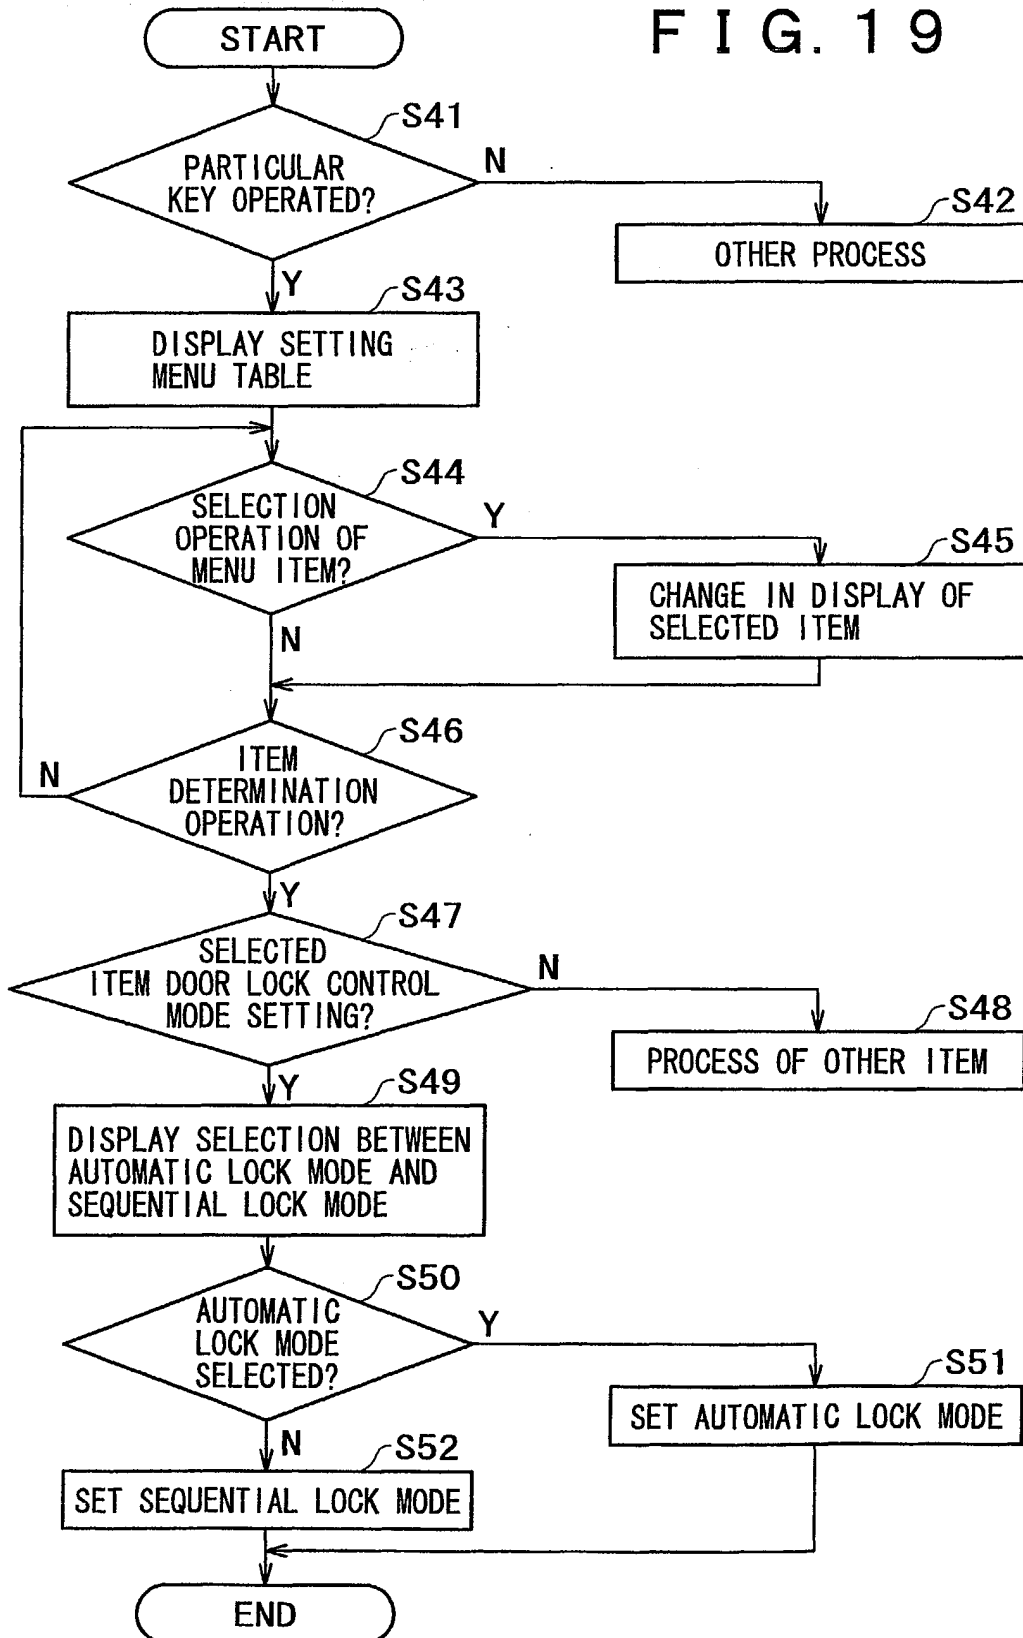 FIG. 19
START
S41
PARTICULAR
KEY OPERATED?
N
S42
OTHER PROCESS
Y
S43
DISPLAY SETTING
MENU TABLE
S44
SELECTION
OPERATION OF
MENU ITEM?
Y
S45
CHANGE IN DISPLAY OF
SELECTED ITEM
N
S46
ITEM
DETERMINATION
OPERATION?
N
Y
S47
SELECTED
ITEM DOOR LOCK CONTROL
MODE SETTING?
N
S48
PROCESS OF OTHER ITEM
Y
S49
DISPLAY SELECTION BETWEEN
AUTOMATIC LOCK MODE AND
SEQUENTIAL LOCK MODE
S50
AUTOMATIC
LOCK MODE
SELECTED?
Y
S51
SET AUTOMATIC LOCK MODE
N
S52
SET SEQUENTIAL LOCK MODE
END